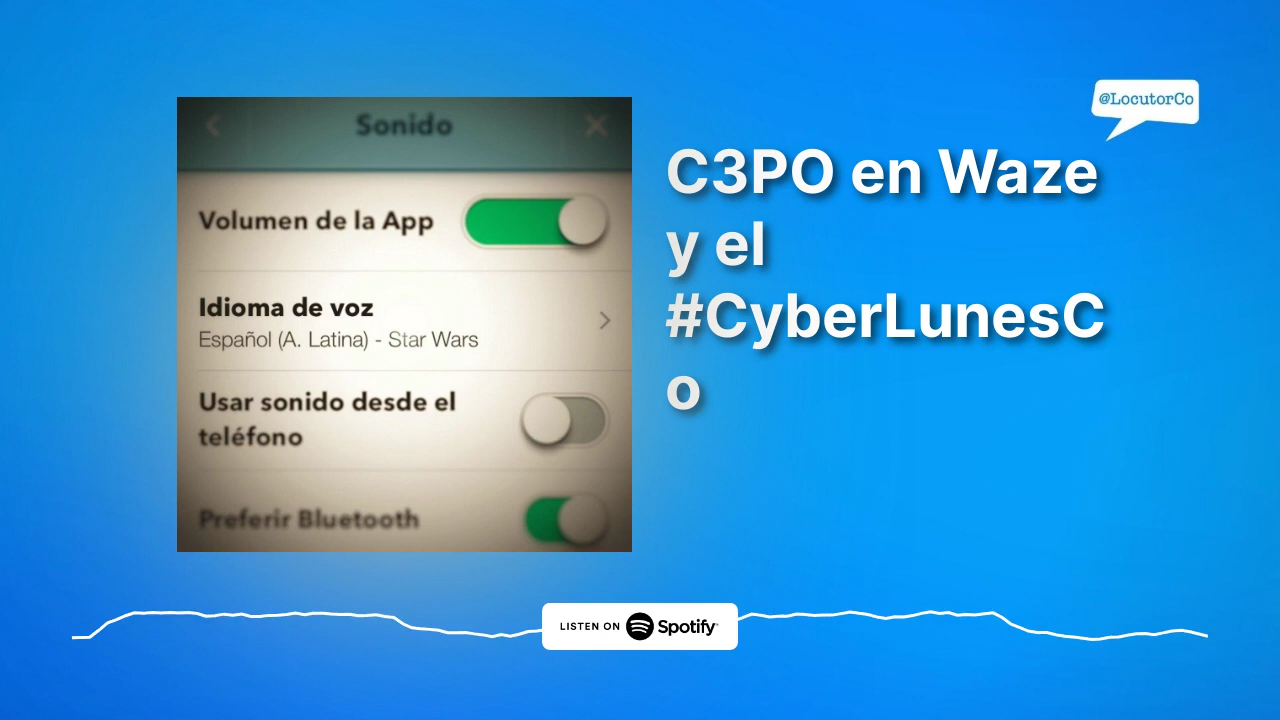 @LocutorCo
Sonido
Volumen de la App
Idioma de voz
Español (A. Latina) - Star Wars
Usar sonido desde el
teléfono
Preferir Bluetooth
C3PO en Waze
y el
#CyberLunesC
o
LISTEN ON Spotify